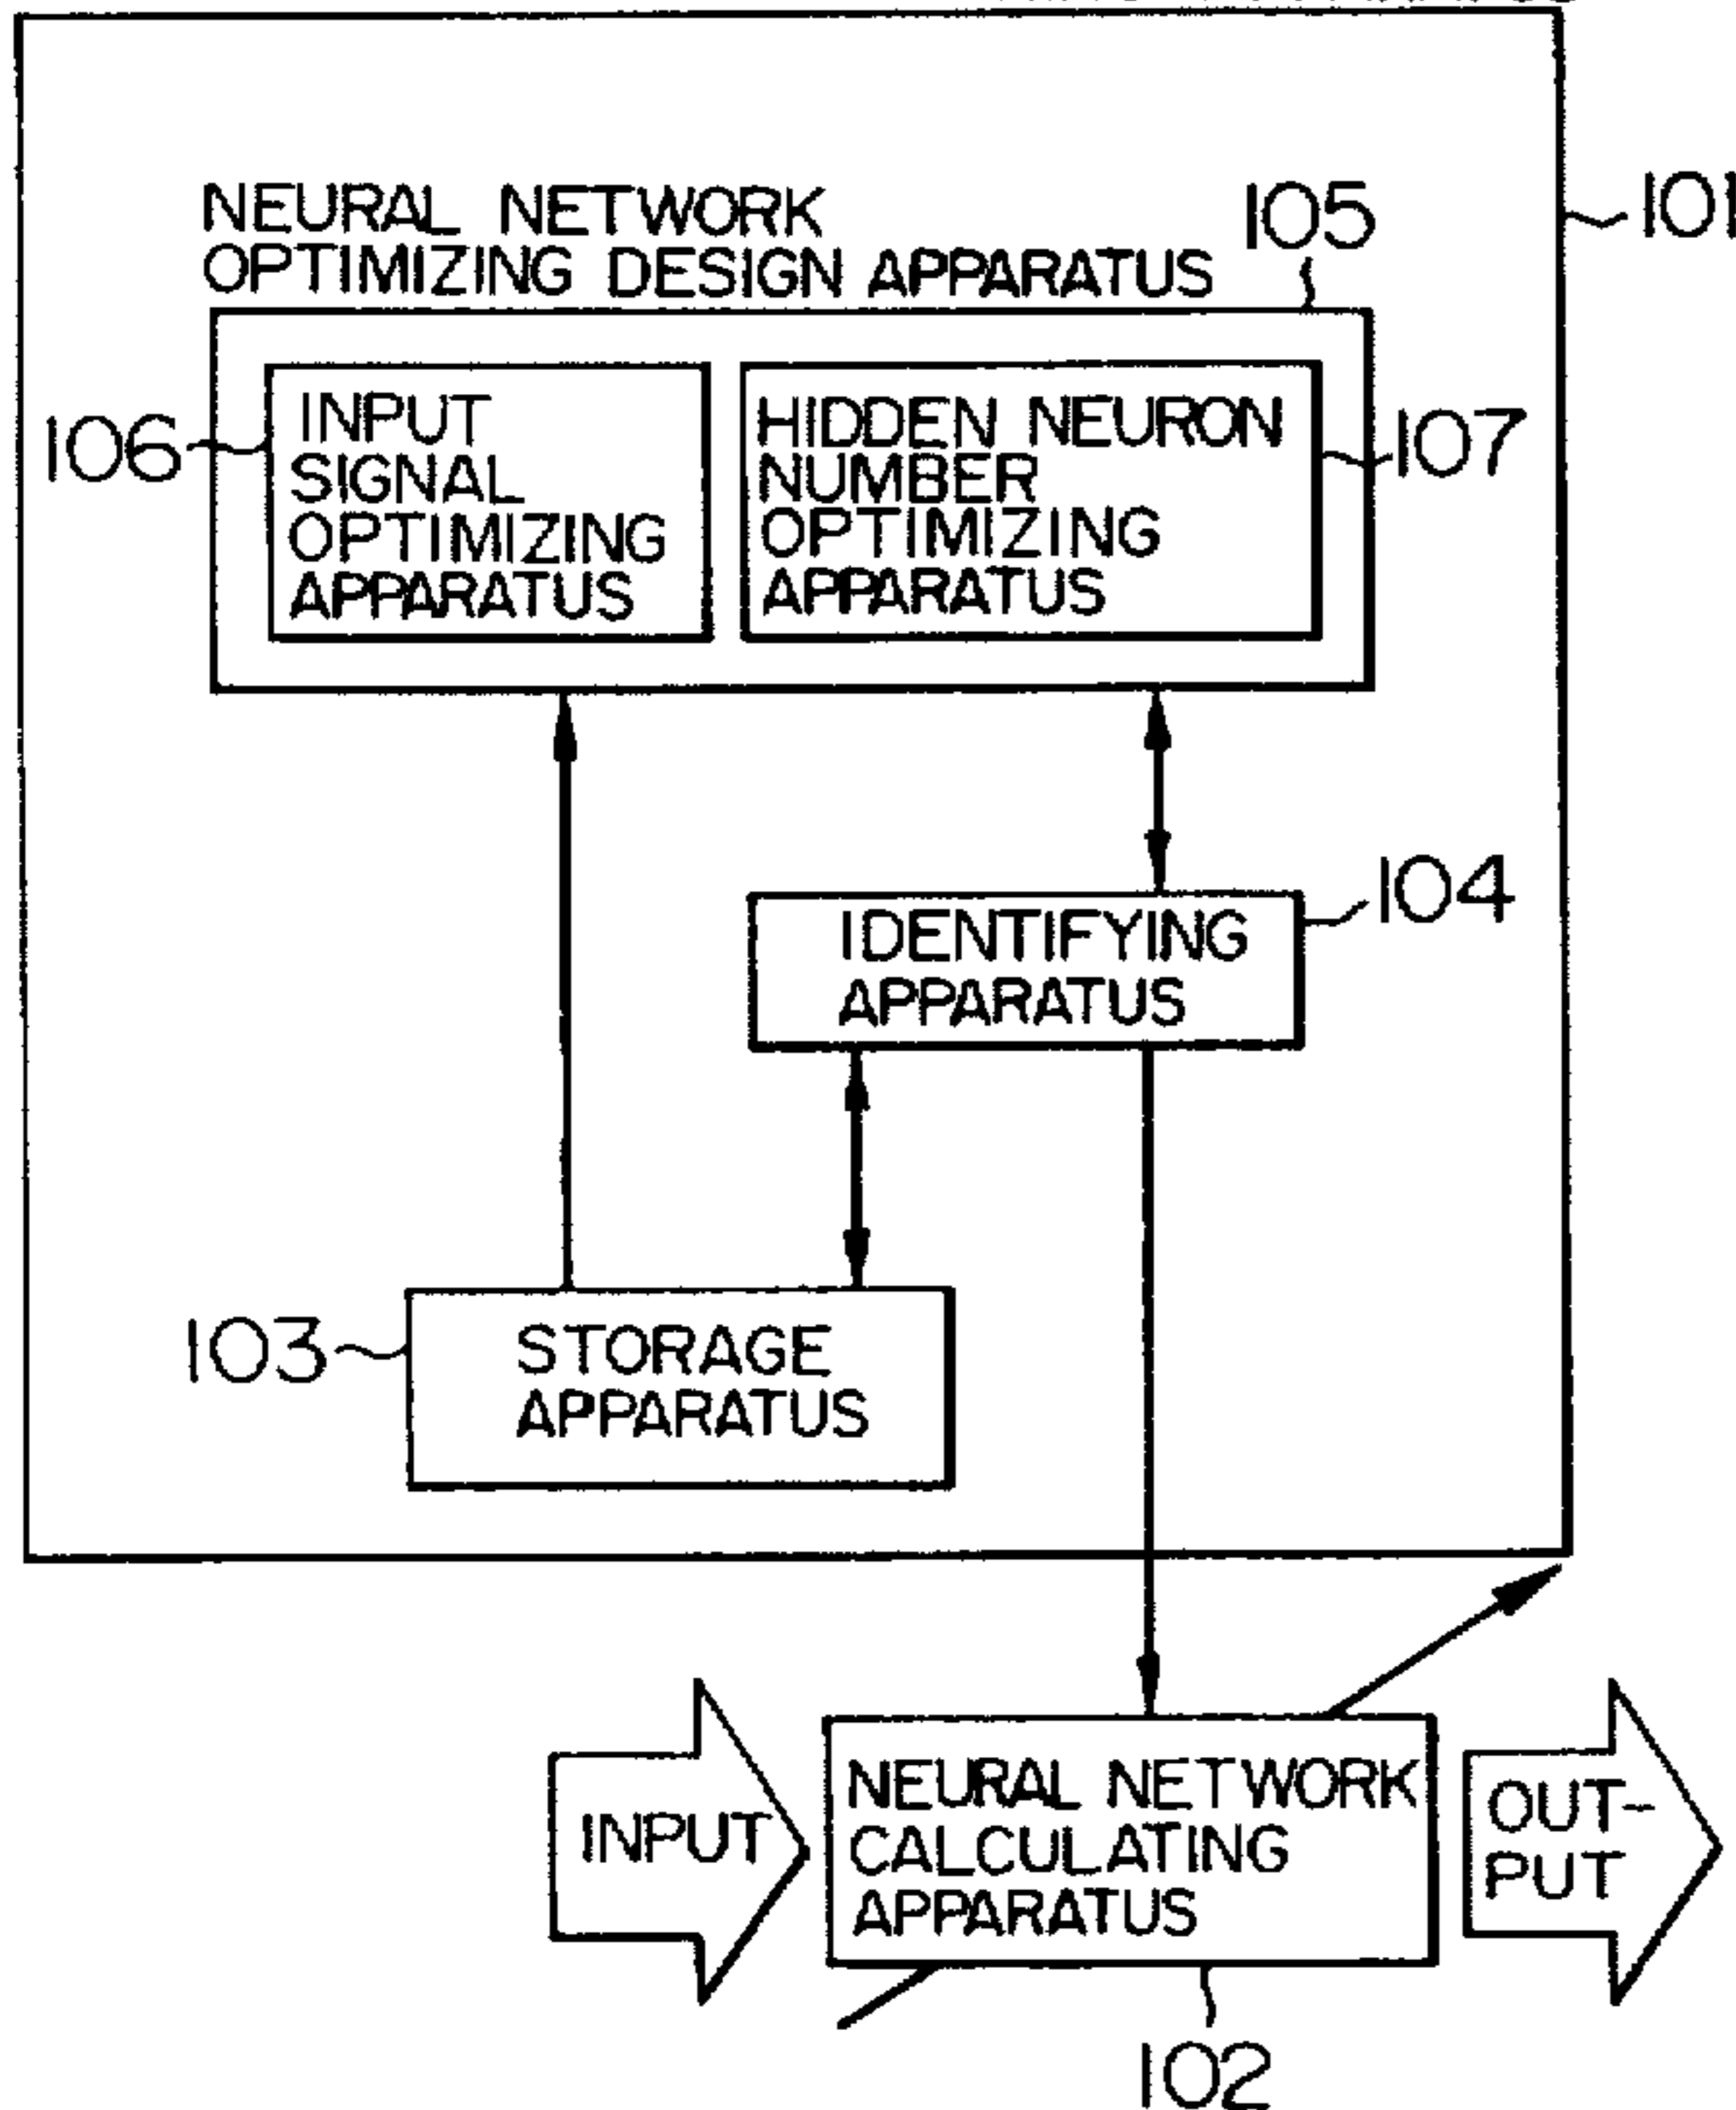 101
NEURAL NETWORK
OPTIMIZING DESIGN APPARATUS
105
106
INPUT
SIGNAL
OPTIMIZING
APPARATUS
HIDDEN NEURON
NUMBER
OPTIMIZING
APPARATUS
107
IDENTIFYING
APPARATUS
104
103
STORAGE
APPARATUS
INPUT
NEURAL NETWORK
CALCULATING
APPARATUS
OUT-
PUT
102